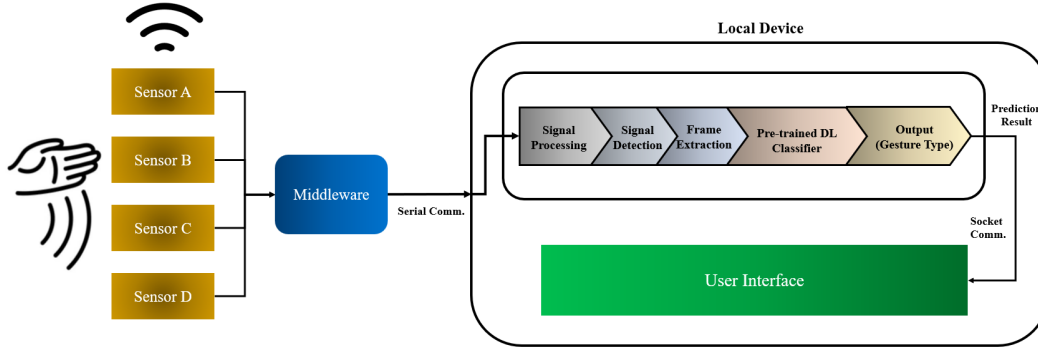 Local Device
Sensor A
Sensor B
Sensor C
Sensor D
Middleware
Serial Comm.
Signal
Processing
Signal
Detection
Frame
Extraction
Pre-trained DL
Classifier
Output
(Gesture Type)
Prediction
Result
Socket
Comm.
User Interface